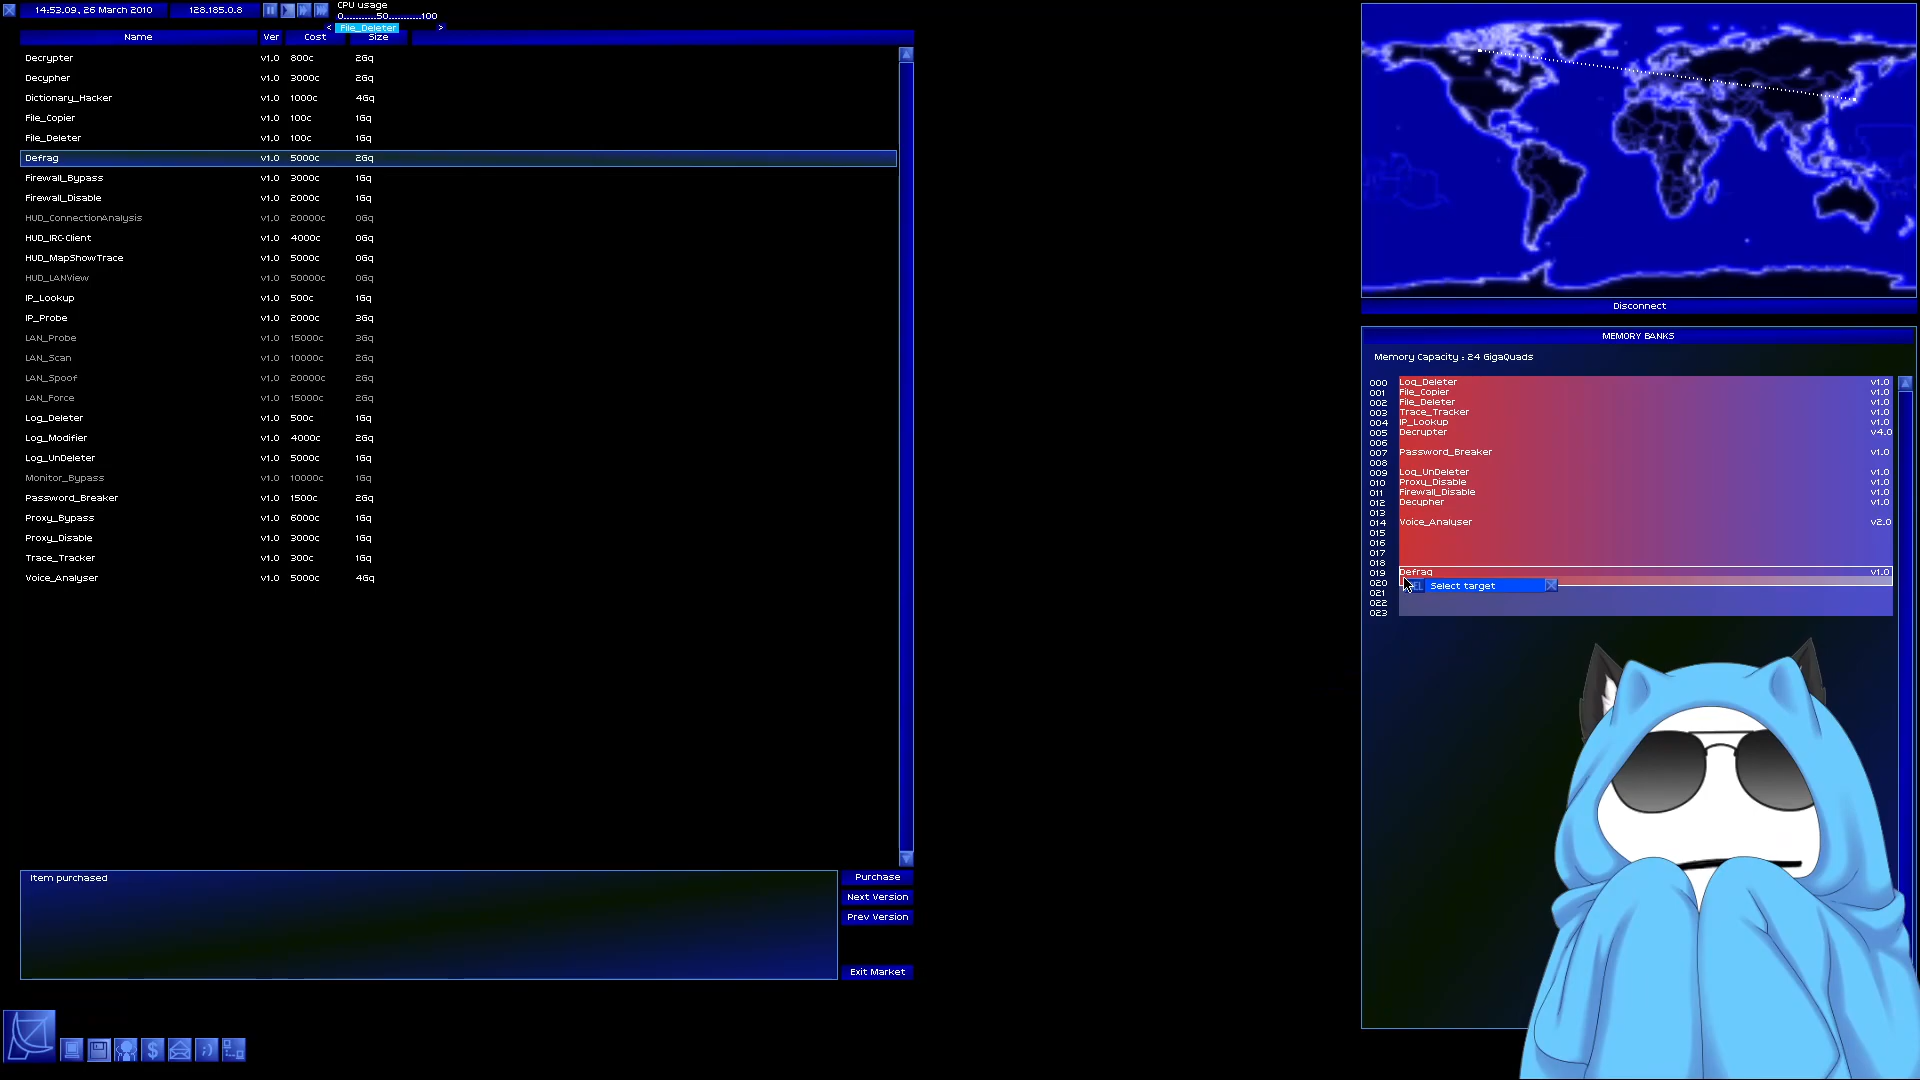 14:53.09, 26 March 2010
128.185.0.8
CPU usage
0...........50...........100
< File_Deleter >
Name Ver Cost Size
Decrypter v1.0 800c 2Gq
Decypher v1.0 3000c 2Gq
Dictionary_Hacker v1.0 1000c 4Gq
File_Copier v1.0 100c 1Gq
File_Deleter v1.0 100c 1Gq
Defrag v1.0 5000c 2Gq
Firewall_Bypass v1.0 3000c 1Gq
Firewall_Disable v1.0 2000c 1Gq
HUD_ConnectionAnalysis v1.0 20000c 0Gq
HUD_IRC-Client v1.0 4000c 0Gq
HUD_MapShowTrace v1.0 5000c 0Gq
HUD_LANView v1.0 50000c 0Gq
IP_Lookup v1.0 500c 1Gq
IP_Probe v1.0 2000c 3Gq
LAN_Probe v1.0 15000c 3Gq
LAN_Scan v1.0 10000c 2Gq
LAN_Spoof v1.0 20000c 2Gq
LAN_Force v1.0 15000c 2Gq
Log_Deleter v1.0 500c 1Gq
Log_Modifier v1.0 4000c 2Gq
Log_UnDeleter v1.0 5000c 1Gq
Monitor_Bypass v1.0 10000c 1Gq
Password_Breaker v1.0 1500c 2Gq
Proxy_Bypass v1.0 6000c 1Gq
Proxy_Disable v1.0 3000c 1Gq
Trace_Tracker v1.0 300c 1Gq
Voice_Analyser v1.0 5000c 4Gq
Item purchased
Purchase
Next Version
Prev Version
Exit Market
Disconnect
MEMORY BANKS
Memory Capacity : 24 GigaQuads
000 Log_Deleter v1.0
001 File_Copier v1.0
002 File_Deleter v1.0
003 Trace_Tracker v1.0
004 IP_Lookup v1.0
005 Decrypter v4.0
006
007 Password_Breaker v1.0
008
009 Log_UnDeleter v1.0
010 Proxy_Disable v1.0
011 Firewall_Disable v1.0
012 Decypher v1.0
013
014 Voice_Analyser v2.0
015
016
017
018
019 Defrag v1.0
020
Select target
021
022
023